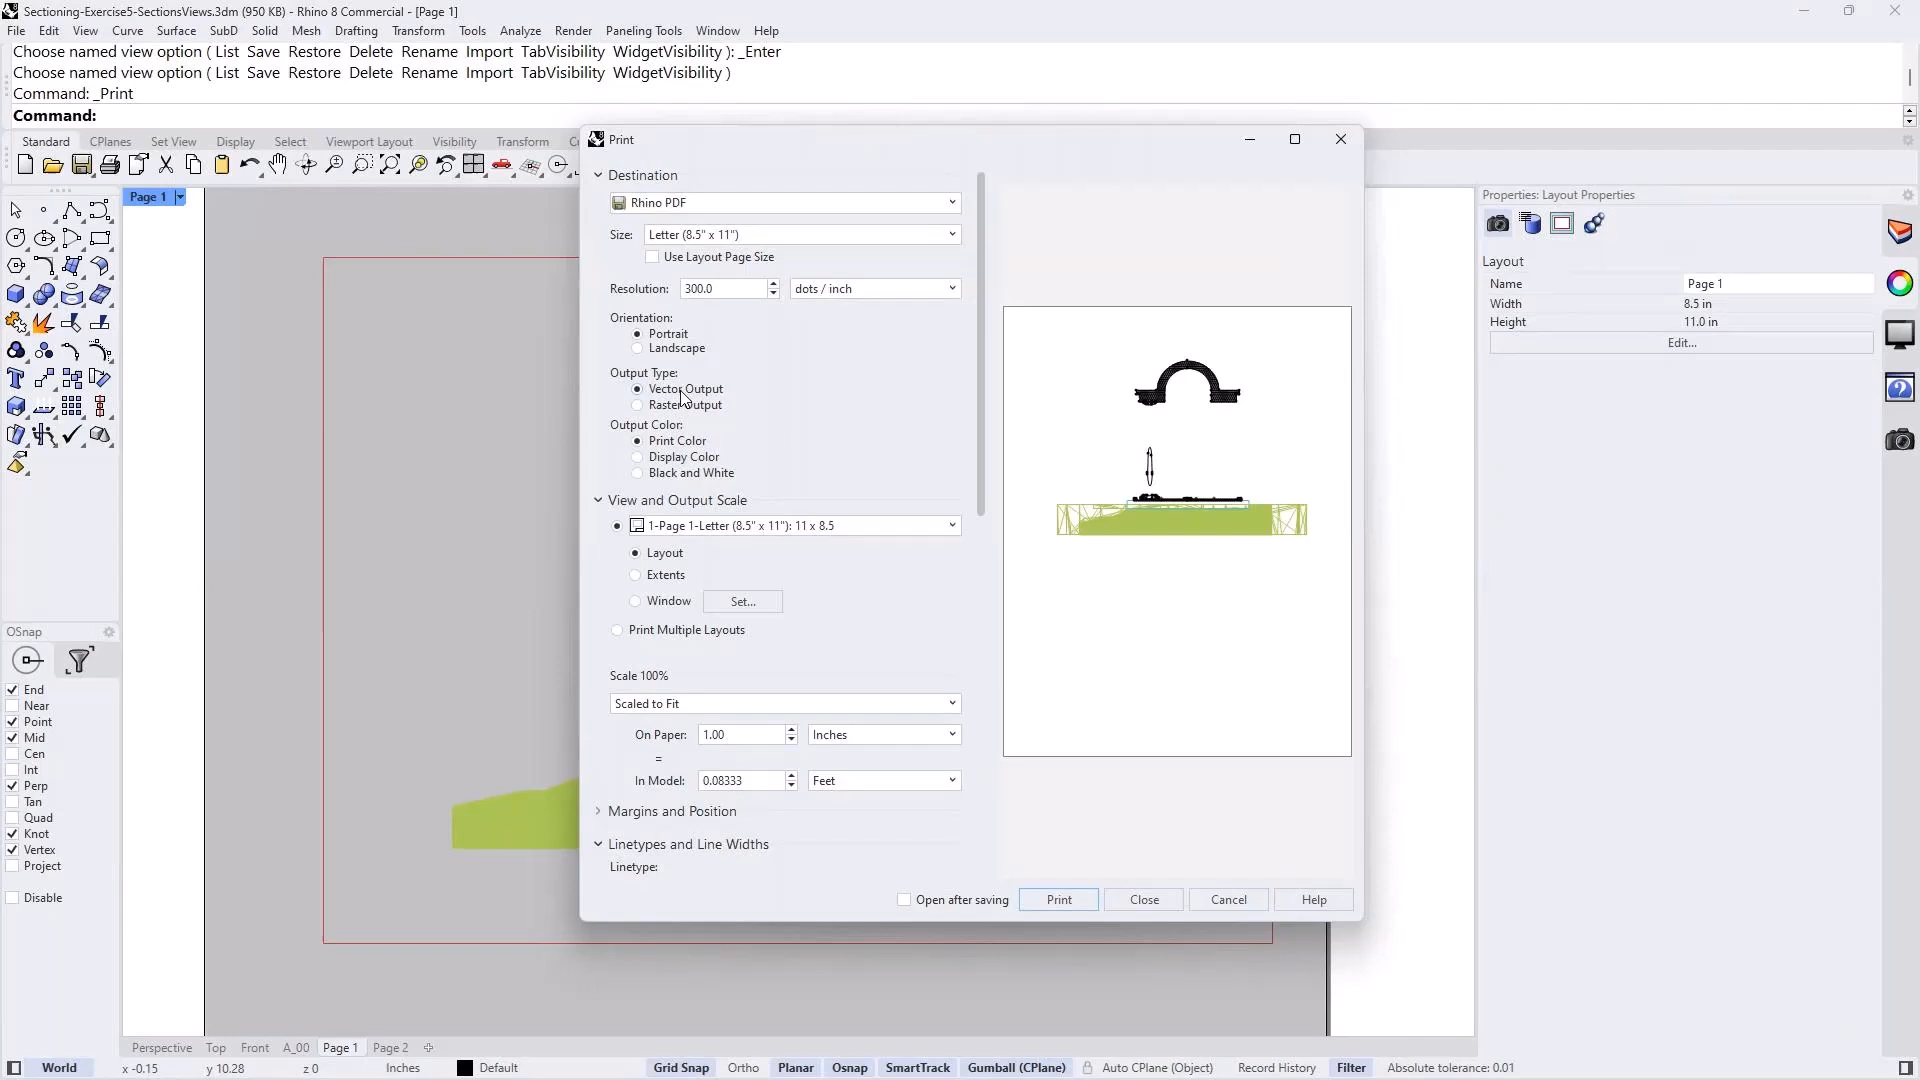 Sectioning-Exercise5-SectionsViews.3dm (950 KB) - Rhino 8 Commercial - [Page 1]
File Edit View Curve Surface SubD Solid Mesh Drafting Transform Tools Analyze Render Paneling Tools Window Help
Choose named view option ( List Save Restore Delete Rename Import TabVisibility WidgetVisibility ): _Enter
Choose named view option ( List Save Restore Delete Rename Import TabVisibility WidgetVisibility )
Command: _Print
Command:
Standard CPlanes Set View Display Select Viewport Layout Visibility Transform
Page 1
Print
Destination
Rhino PDF
Size: Letter (8.5" x 11")
Use Layout Page Size
Resolution: 300.0 dots / inch
Orientation:
Portrait
Landscape
Output Type:
Vector Output
Raster Output
Output Color:
Print Color
Display Color
Black and White
View and Output Scale
1-Page 1-Letter (8.5" x 11"): 11 x 8.5
Layout
Extents
Window Set...
Print Multiple Layouts
Scale 100%
Scaled to Fit
On Paper: 1.00 Inches
=
In Model: 0.08333 Feet
Margins and Position
Linetypes and Line Widths
Linetype:
Open after saving Print Close Cancel Help
Properties: Layout Properties
Layout
Name Page 1
Width 8.5 in
Height 11.0 in
Edit...
OSnap
End
Near
Point
Mid
Cen
Int
Perp
Tan
Quad
Knot
Vertex
Project
Disable
Perspective Top Front A_00 Page 1 Page 2
World x -0.15 y 10.28 z 0 Inches Default Grid Snap Ortho Planar Osnap SmartTrack Gumball (CPlane) Auto CPlane (Object) Record History Filter Absolute tolerance: 0.01